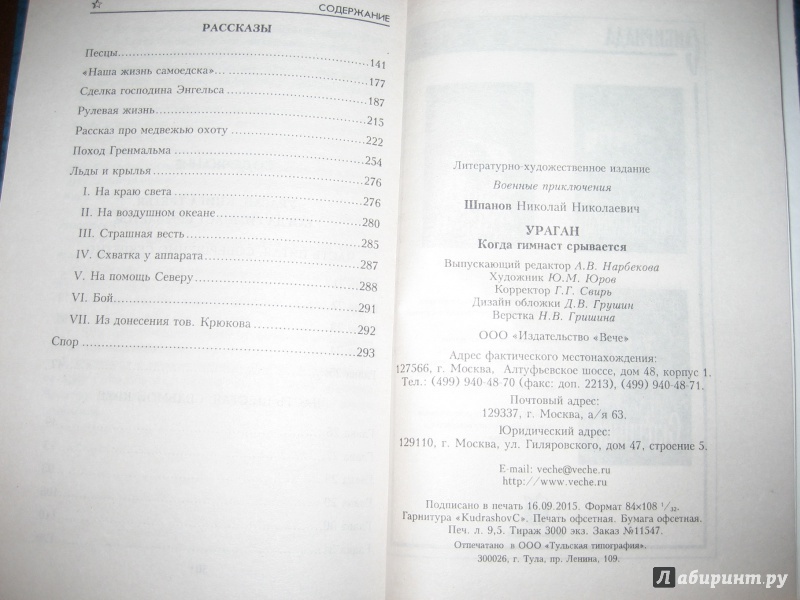 ☆ СОДЕРЖАНИЕ
РАССКАЗЫ
Песцы 141
«Наша жизнь самоедска» 177
Сделка господина Энгельса 187
Рулевая жизнь 215
Рассказ про медвежью охоту 222
Поход Гренмальма 254
Льды и крылья 276
I. На краю света 276
II. На воздушном океане 280
III. Страшная весть 285
IV. Схватка у аппарата 287
V. На помощь Северу 288
VI. Бой 291
VII. Из донесения тов. Крюкова 292
Спор 293
Литературно-художественное издание
Военные приключения
Шпанов Николай Николаевич
УРАГАН
Когда гимнаст срывается
Выпускающий редактор А.В. Нарбекова
Художник Ю.М. Юров
Корректор Г.Г. Свирь
Дизайн обложки Д.В. Грушин
Верстка Н.В. Гришина
ООО «Издательство «Вече»
Адрес фактического местонахождения:
127566, г. Москва, Алтуфьевское шоссе, дом 48, корпус 1.
Тел.: (499) 940-48-70 (факс: доп. 2213), (499) 940-48-71.
Почтовый адрес:
129337, г. Москва, а/я 63.
Юридический адрес:
129110, г. Москва, ул. Гиляровского, дом 47, строение 5.
E-mail: veche@veche.ru
http://www.veche.ru
Подписано в печать 16.09.2015. Формат 84×108 1/32.
Гарнитура «KudrashovC». Печать офсетная. Бумага офсетная.
Печ. л. 9,5. Тираж 3000 экз. Заказ №11547.
Отпечатано в ООО «Тульская типография».
300026, г. Тула, пр. Ленина, 109.
Лабиринт.ру